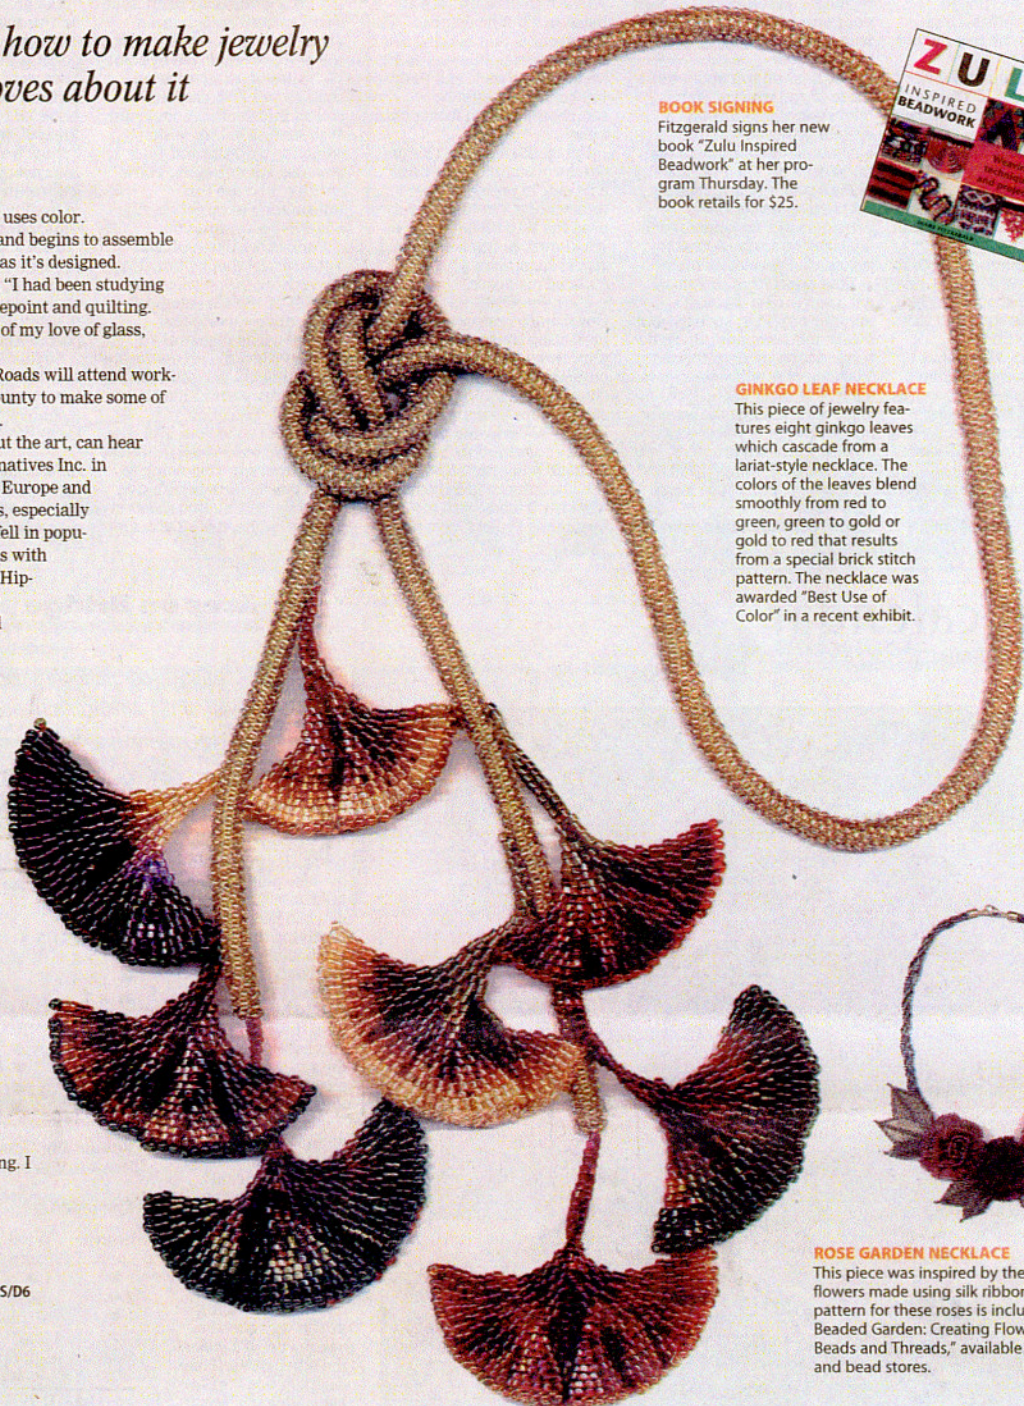 how to make jewelry
oves about it
uses color.
and begins to assemble
as it's designed.
"I had been studying
epoint and quilting.
of my love of glass,
Roads will attend work-
unty to make some of
ut the art, can hear
natives Inc. in
Europe and
s, especially
fell in popu-
s with
Hip-
ng. I
S/D6
BOOK SIGNING
Fitzgerald signs her new
book "Zulu Inspired
Beadwork" at her pro-
gram Thursday. The
book retails for $25.
ZUL
INSPIRED
BEADWORK
GINKGO LEAF NECKLACE
This piece of jewelry fea-
tures eight ginkgo leaves
which cascade from a
lariat-style necklace. The
colors of the leaves blend
smoothly from red to
green, green to gold or
gold to red that results
from a special brick stitch
pattern. The necklace was
awarded "Best Use of
Color" in a recent exhibit.
ROSE GARDEN NECKLACE
This piece was inspired by the
flowers made using silk ribbon
pattern for these roses is inclu
Beaded Garden: Creating Flow
Beads and Threads," available
and bead stores.